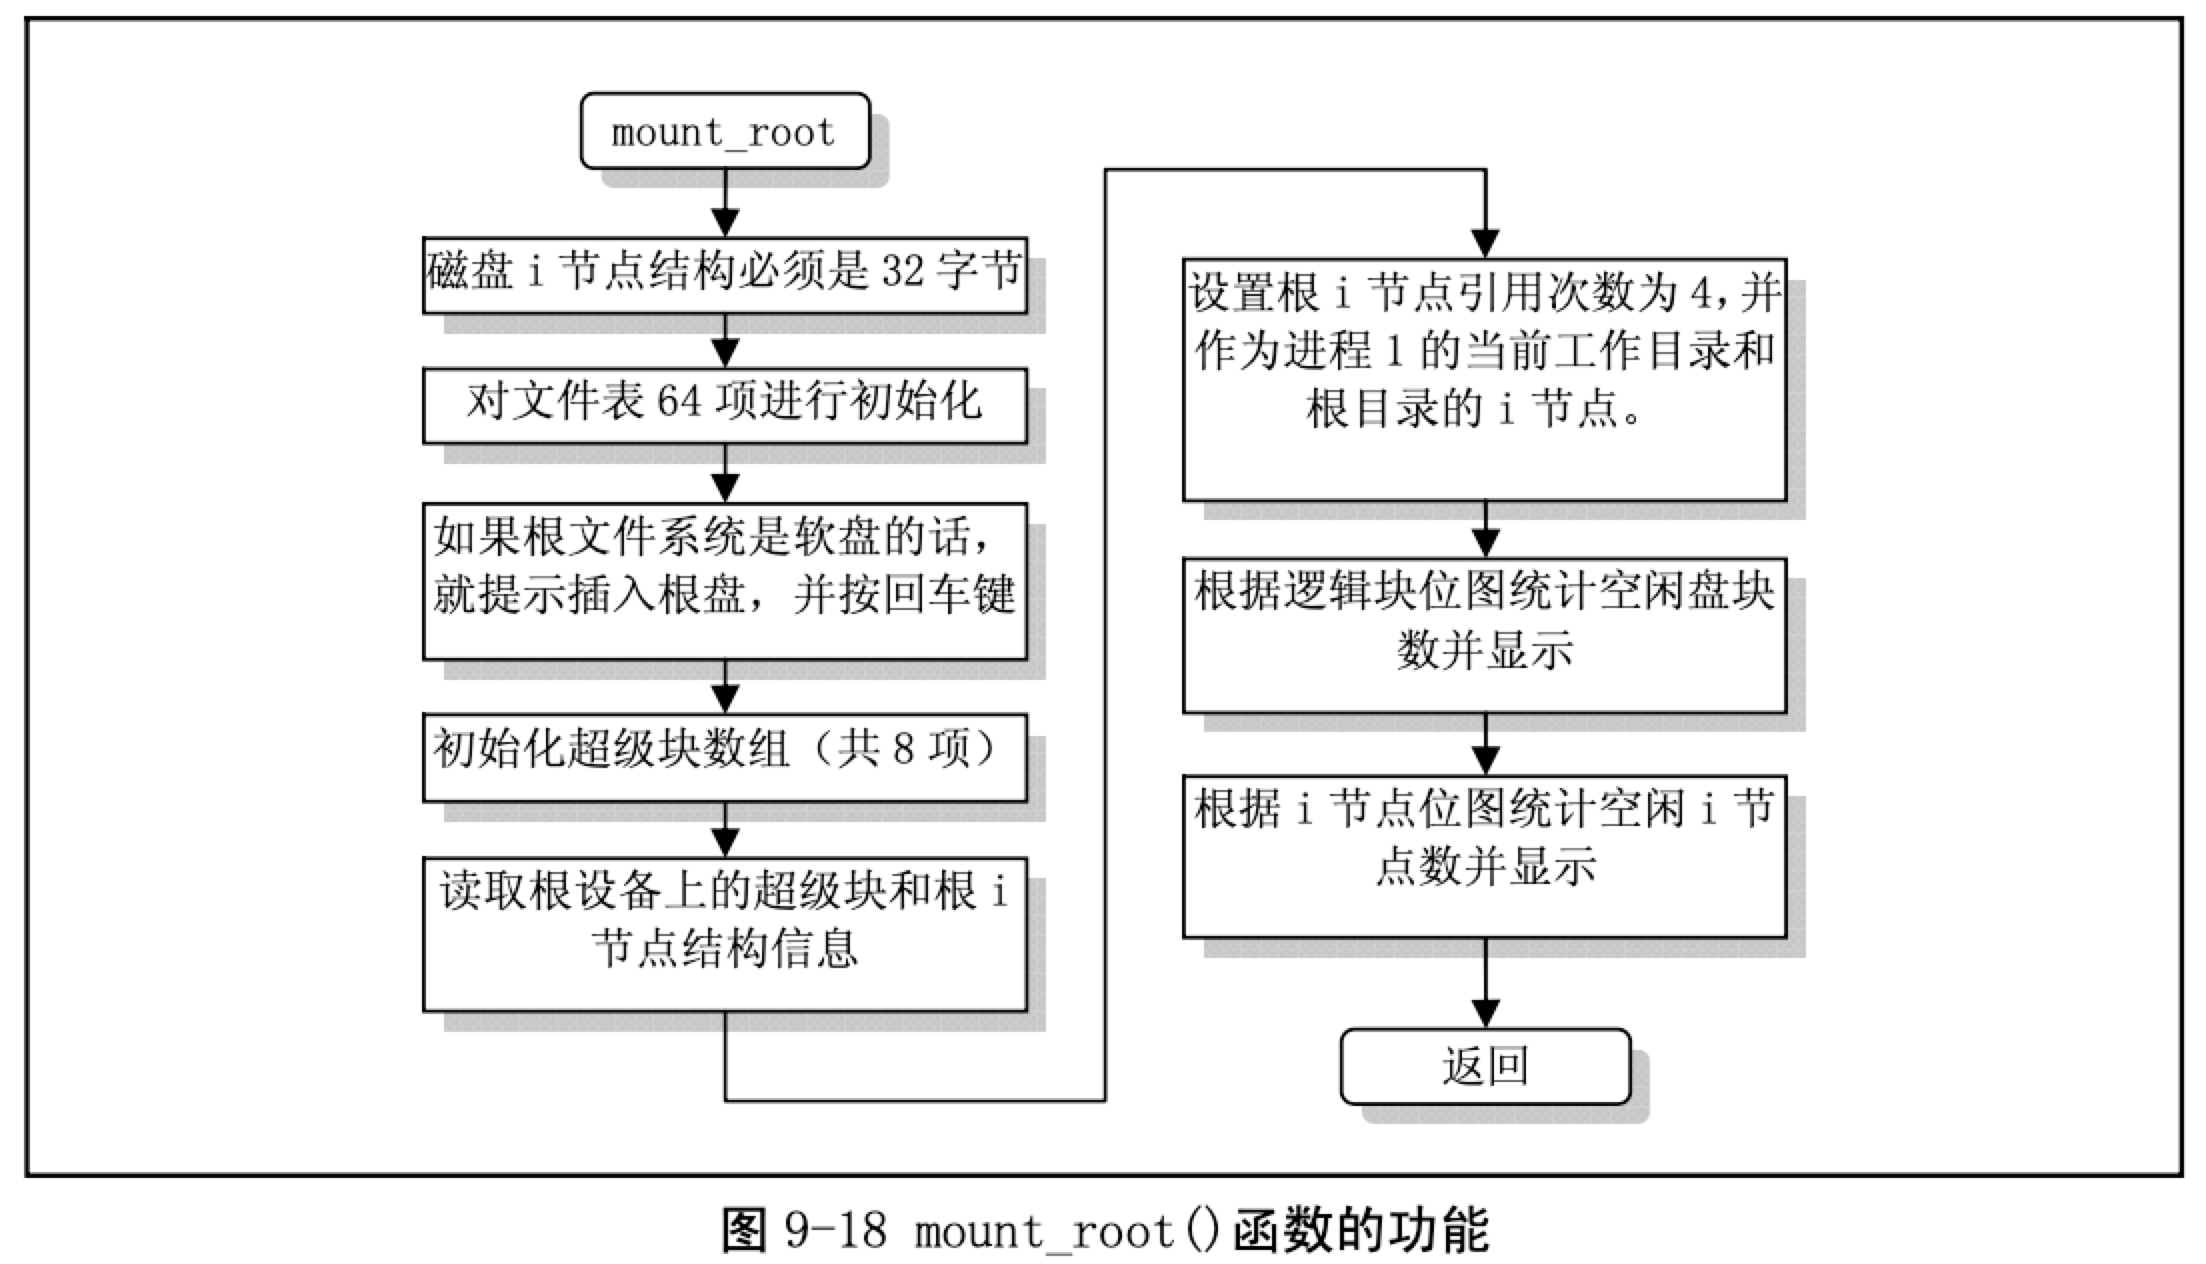 mount_root
磁盘 i 节点结构必须是 32 字节
对文件表 64 项进行初始化
如果根文件系统是软盘的话，
就提示插入根盘，并按回车键
初始化超级块数组（共 8 项）
读取根设备上的超级块和根 i
节点结构信息
设置根 i 节点引用次数为 4，并
作为进程 1 的当前工作目录和
根目录的 i 节点。
根据逻辑块位图统计空闲盘块
数并显示
根据 i 节点位图统计空闲 i 节
点数并显示
返回
图 9-18 mount_root()函数的功能